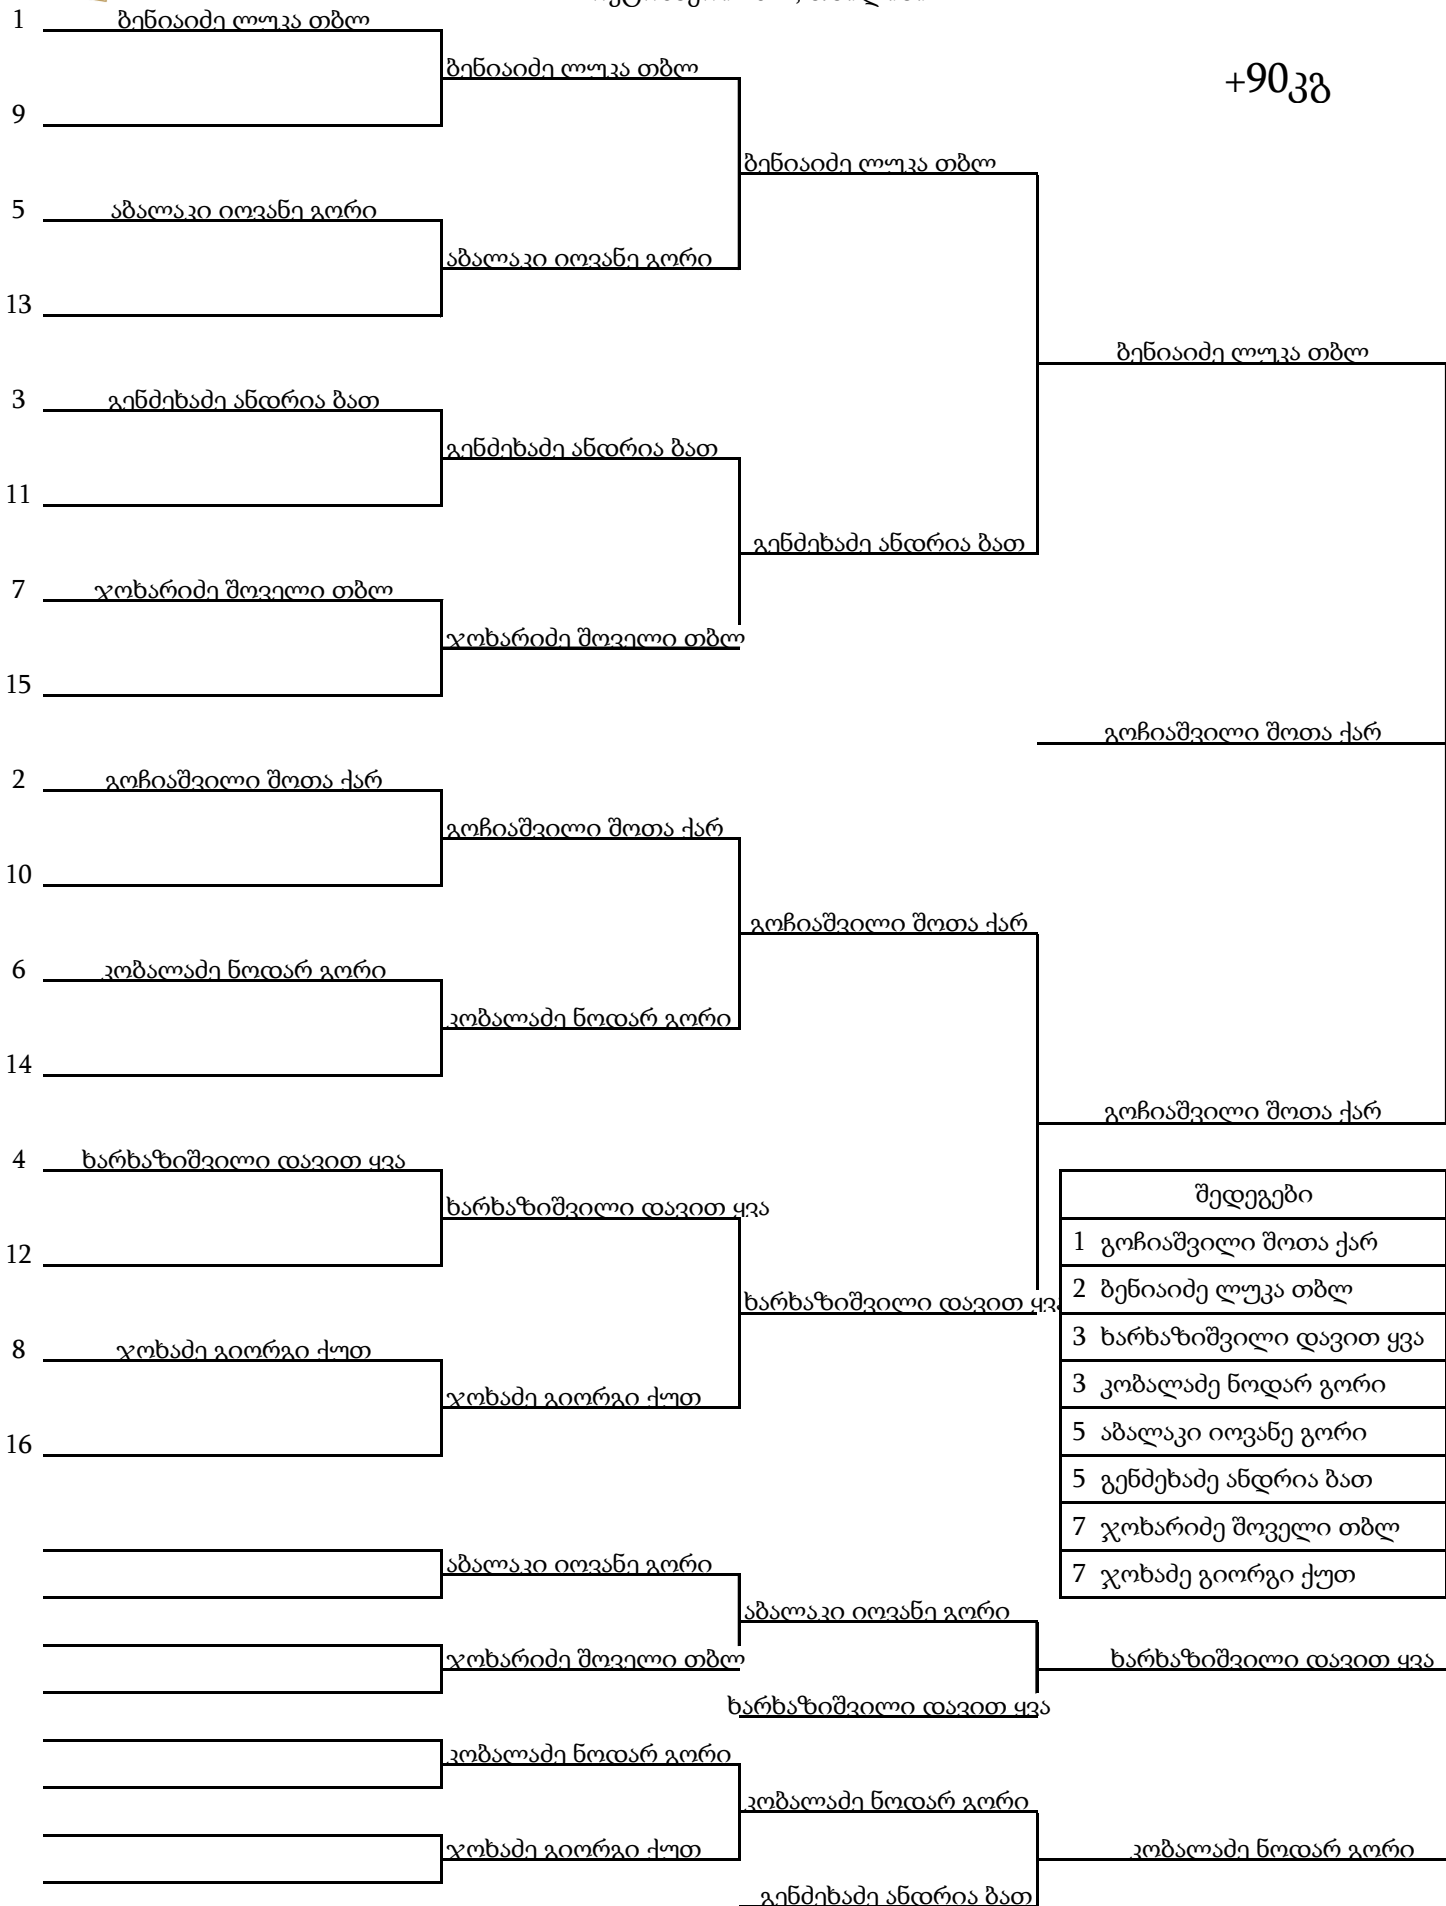 1 ბენიაიძე ლუკა თბლ
ბენიაიძე ლუკა თბლ
+90კგ
9
ბენიაიძე ლუკა თბლ
5 აბალაკი იოვანე გორი
აბალაკი იოვანე გორი
13
ბენიაიძე ლუკა თბლ
3 გენძეხაძე ანდრია ბათ
გენძეხაძე ანდრია ბათ
11
გენძეხაძე ანდრია ბათ
7 ჯოხარიძე შოველი თბლ
ჯოხარიძე შოველი თბლ
15
გოჩიაშვილი შოთა ქარ
2 გოჩიაშვილი შოთა ქარ
გოჩიაშვილი შოთა ქარ
10
გოჩიაშვილი შოთა ქარ
6 კობალაძე ნოდარ გორი
კობალაძე ნოდარ გორი
14
გოჩიაშვილი შოთა ქარ
4 ხარხაზიშვილი დავით ყვა
ხარხაზიშვილი დავით ყვა
12
ხარხაზიშვილი დავით ყვა
8 ჯოხაძე გიორგი ქუთ
ჯოხაძე გიორგი ქუთ
16
შედეგები
1 გოჩიაშვილი შოთა ქარ
2 ბენიაიძე ლუკა თბლ
3 ხარხაზიშვილი დავით ყვა
3 კობალაძე ნოდარ გორი
5 აბალაკი იოვანე გორი
5 გენძეხაძე ანდრია ბათ
7 ჯოხარიძე შოველი თბლ
7 ჯოხაძე გიორგი ქუთ
აბალაკი იოვანე გორი
აბალაკი იოვანე გორი
ჯოხარიძე შოველი თბლ
ხარხაზიშვილი დავით ყვა
ხარხაზიშვილი დავით ყვა
კობალაძე ნოდარ გორი
კობალაძე ნოდარ გორი
ჯოხაძე გიორგი ქუთ
კობალაძე ნოდარ გორი
გენძეხაძე ანდრია ბათ